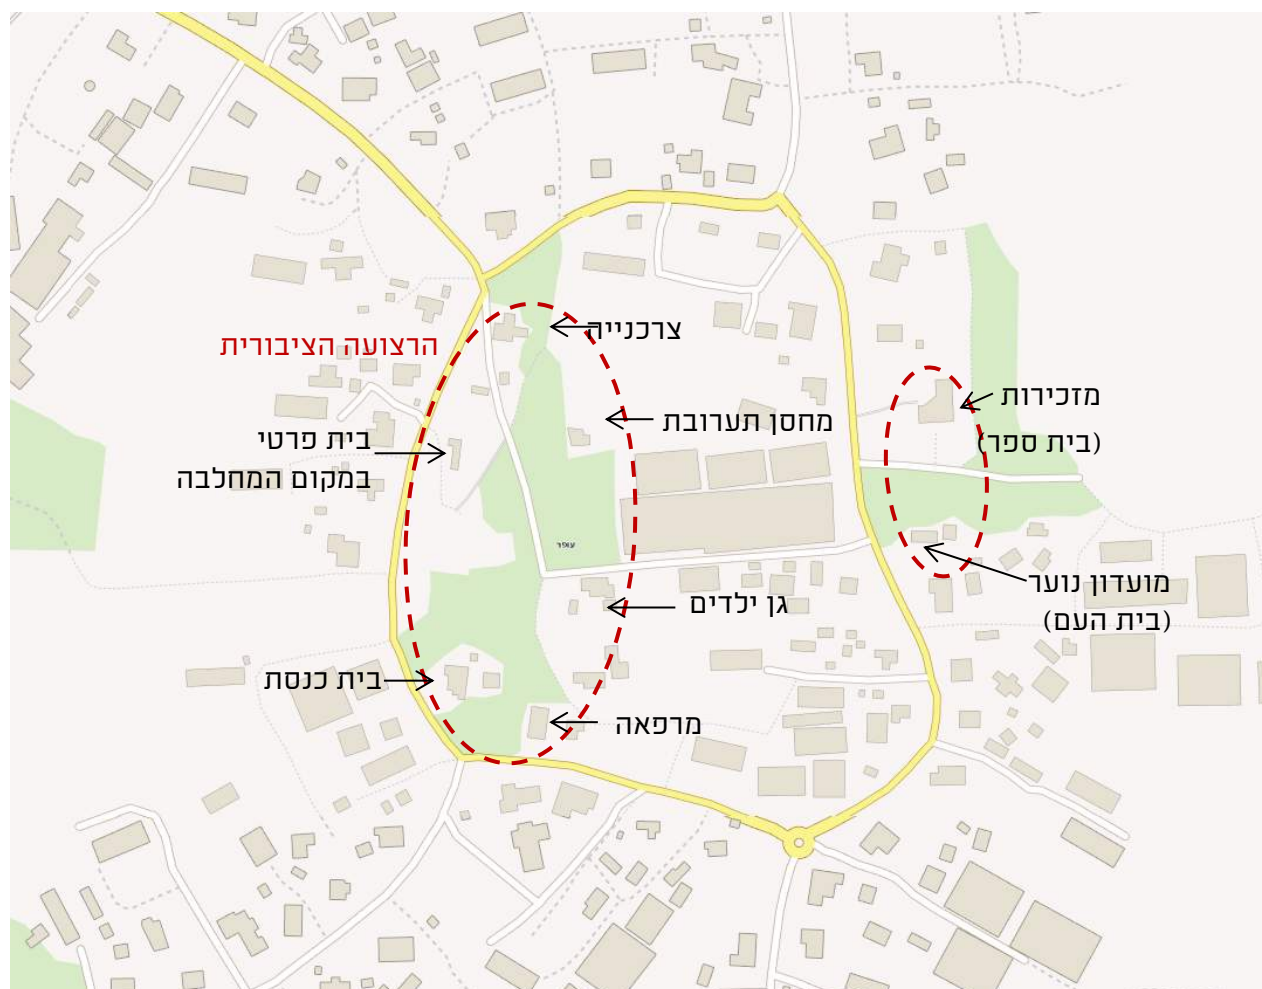 צרכנייה
הרצועה הציבורית
מזכירות
(בית ספר)
מחסן תערובת
בית פרטי
במקום המחלבה
עופר
מועדון נוער
(בית העם)
גן ילדים
בית כנסת
מרפאה